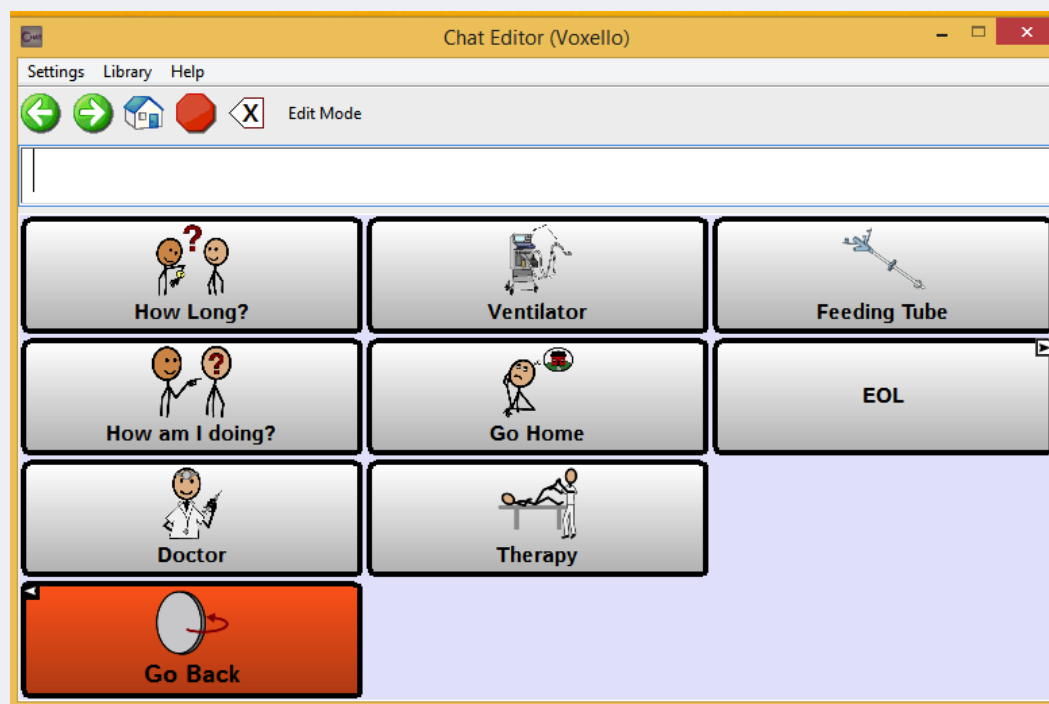 Chat Editor (Voxello)
Settings Library Help
X Edit Mode
How Long? Ventilator Feeding Tube
How am I doing? Go Home EOL
Doctor Therapy
Go Back